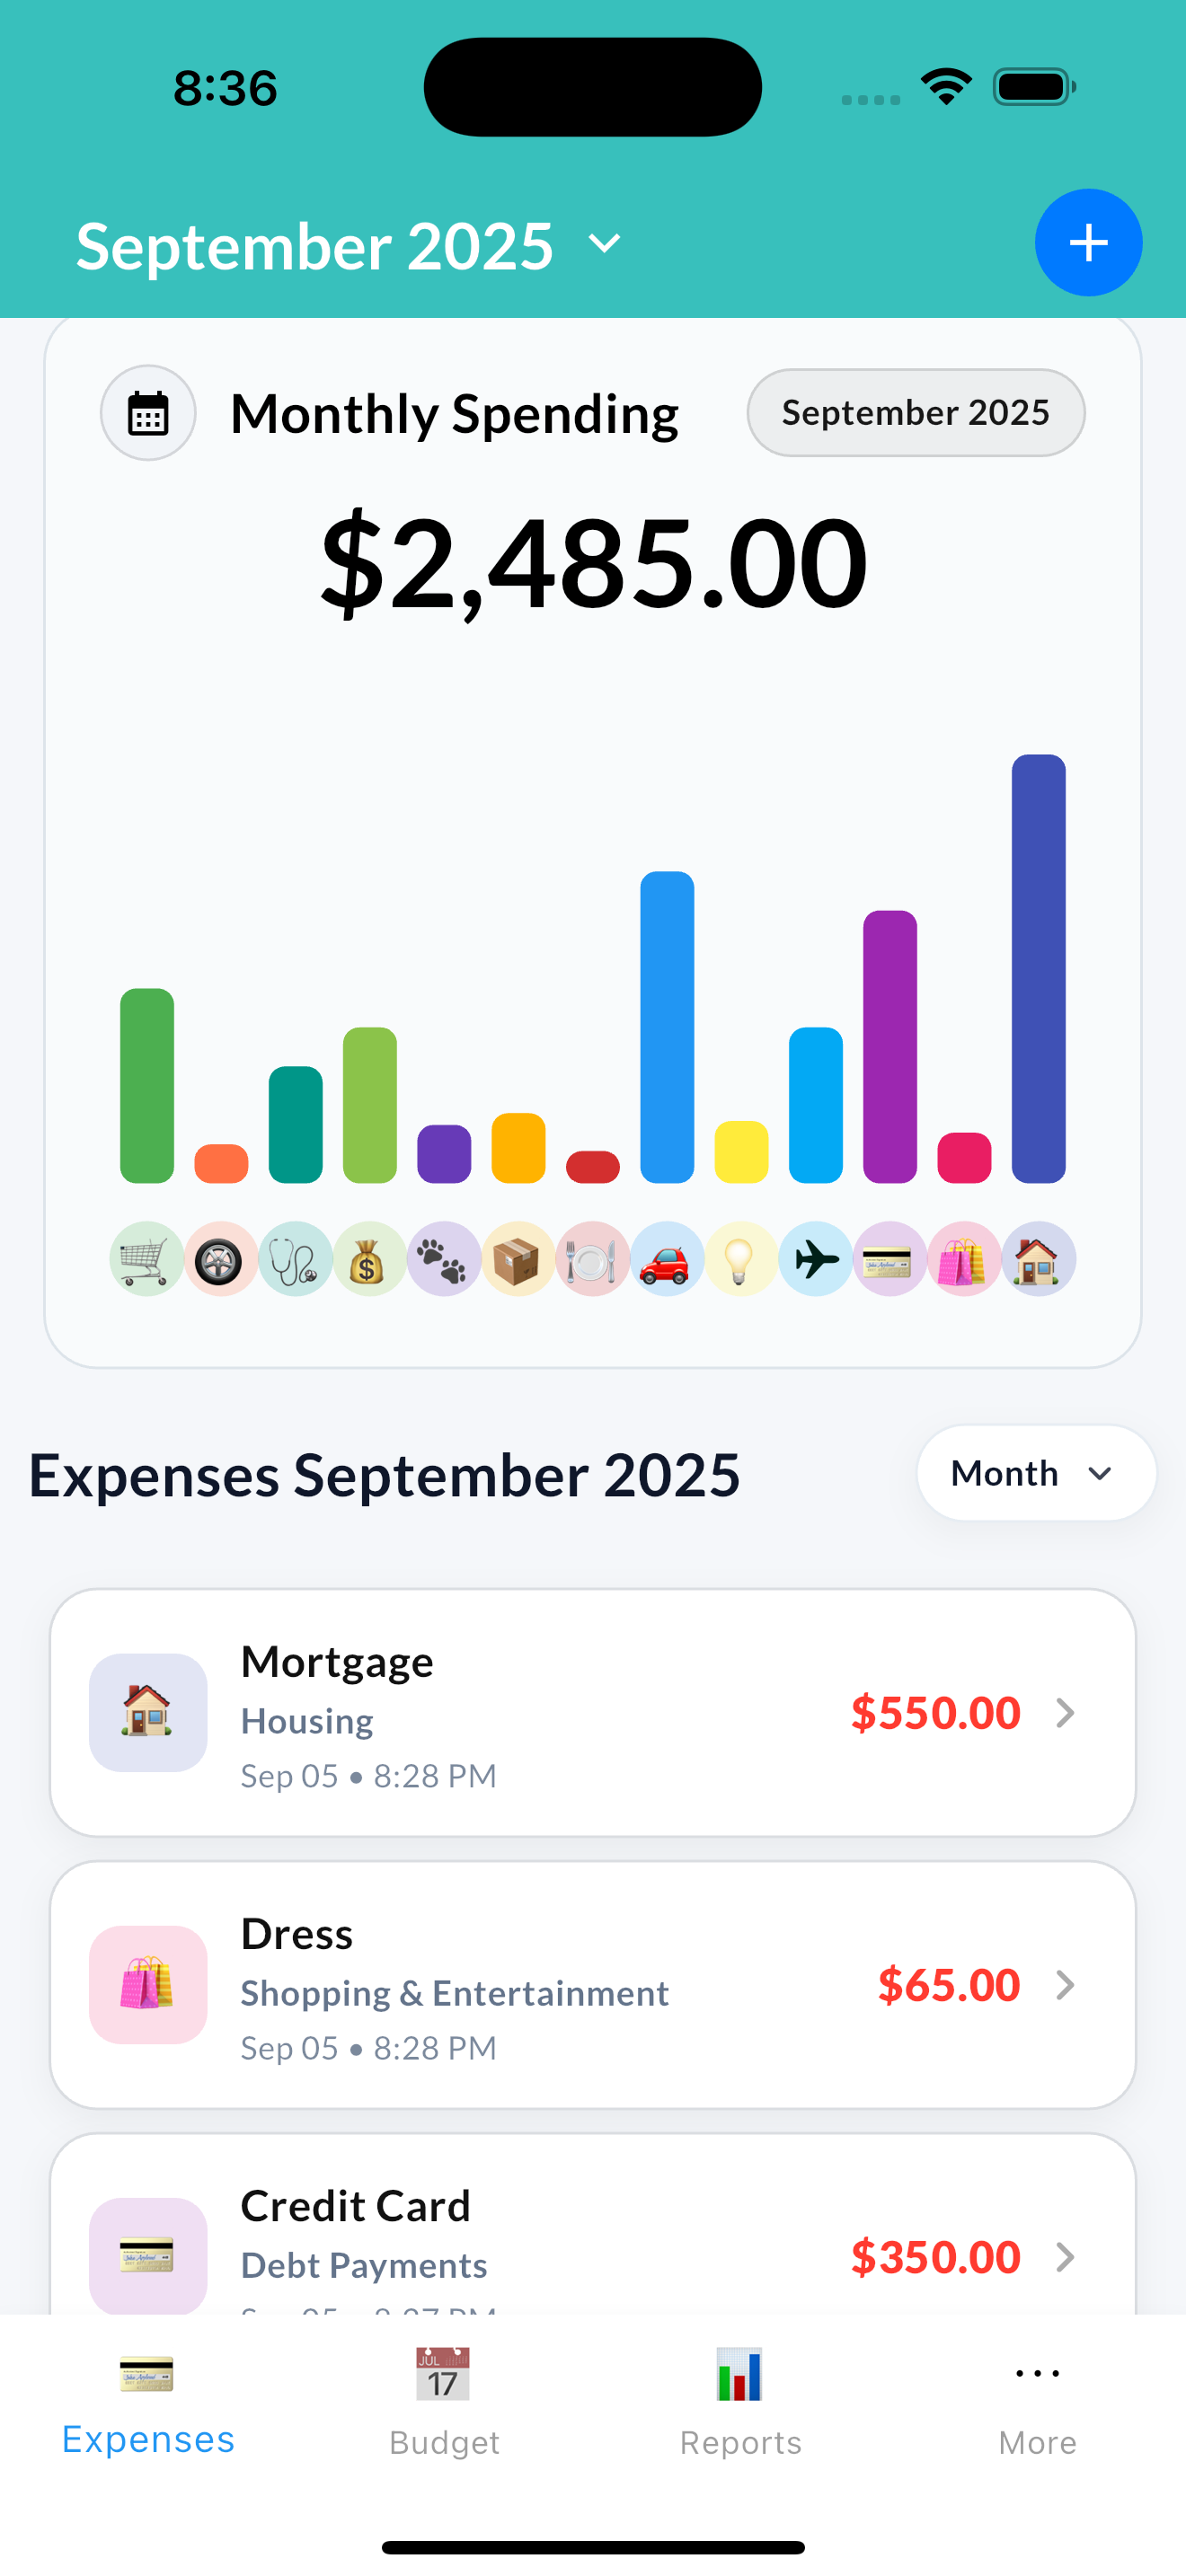 8:36
September 2025
Monthly Spending
September 2025
$2,485.00
Expenses September 2025
Month
Mortgage
Housing
$550.00
Sep 05 • 8:28 PM
Dress
Shopping & Entertainment
$65.00
Sep 05 • 8:28 PM
Credit Card
Debt Payments
$350.00
JUL
17
Expenses
Budget
Reports
More